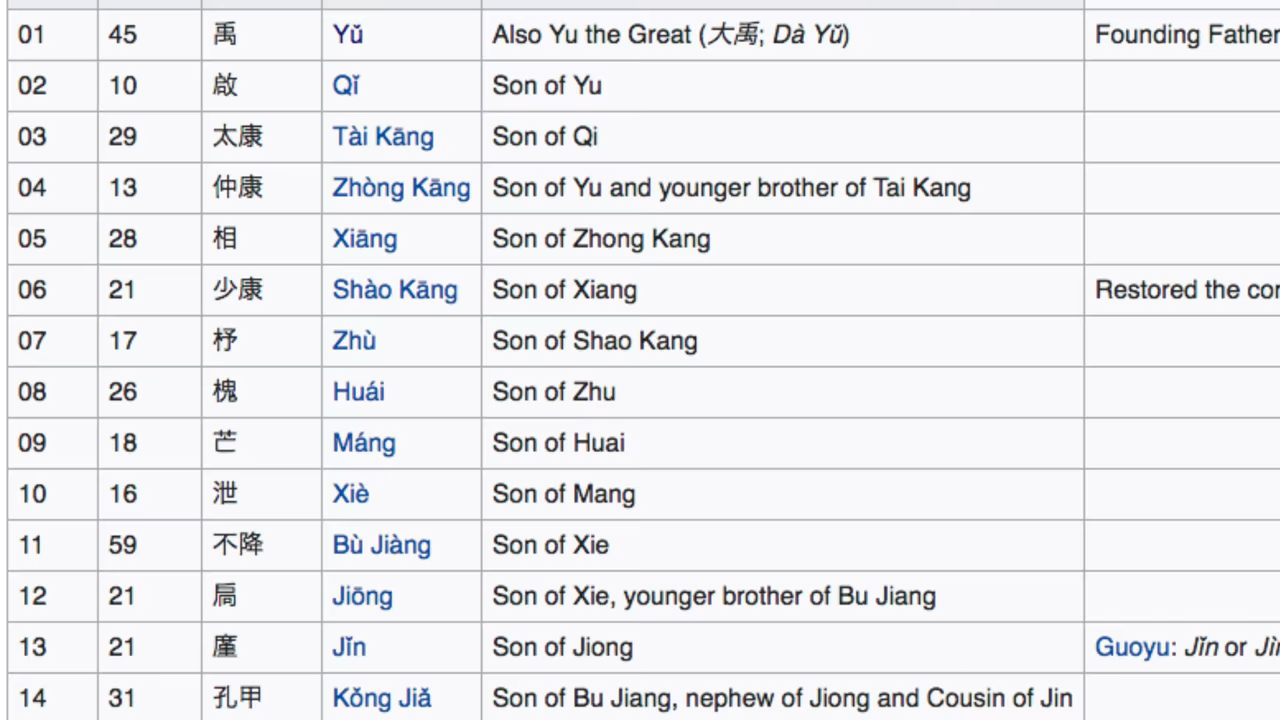 01 45 禹 Yǔ Also Yu the Great (大禹; Dà Yǔ) Founding Father
02 10 啟 Qǐ Son of Yu
03 29 太康 Tài Kāng Son of Qi
04 13 仲康 Zhòng Kāng Son of Yu and younger brother of Tai Kang
05 28 相 Xiāng Son of Zhong Kang
06 21 少康 Shào Kāng Son of Xiang Restored the cor
07 17 杼 Zhù Son of Shao Kang
08 26 槐 Huái Son of Zhu
09 18 芒 Máng Son of Huai
10 16 泄 Xiè Son of Mang
11 59 不降 Bù Jiàng Son of Xie
12 21 扃 Jiōng Son of Xie, younger brother of Bu Jiang
13 21 廑 Jǐn Son of Jiong Guoyu: Jǐn or Jìn
14 31 孔甲 Kǒng Jiǎ Son of Bu Jiang, nephew of Jiong and Cousin of Jin